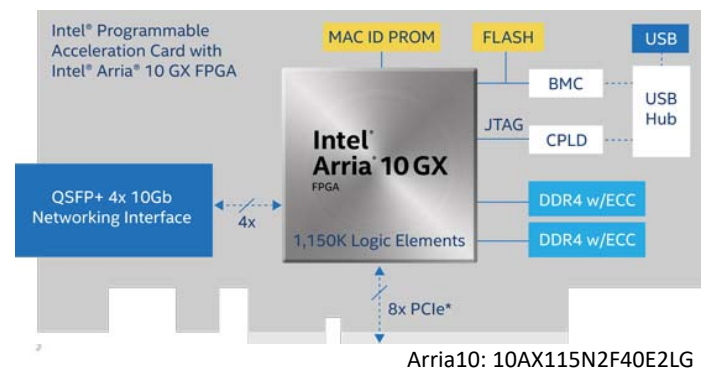 Intel® Programmable
Acceleration Card with
Intel® Arria® 10 GX FPGA
MAC ID PROM
FLASH
USB
BMC
USB
Hub
JTAG
CPLD
Intel®
Arria® 10 GX
FPGA
1,150K Logic Elements
QSFP+ 4x 10Gb
Networking Interface
4x
DDR4 w/ECC
DDR4 w/ECC
8x PCIe*
Arria10: 10AX115N2F40E2LG